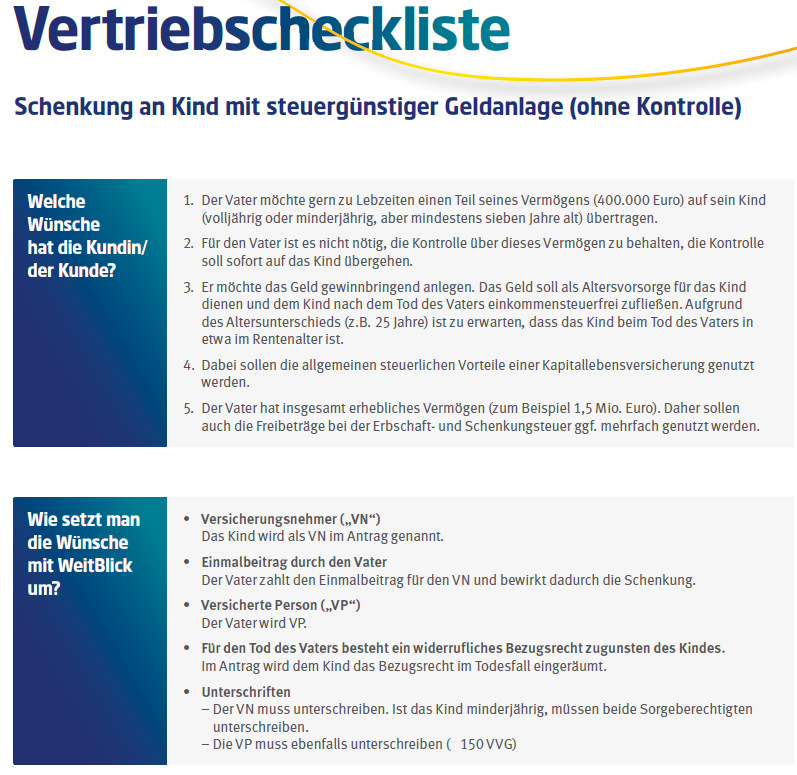 Vertriebscheckliste
Schenkung an Kind mit steuergünstiger Geldanlage (ohne Kontrolle)
Welche
Wünsche
hat die Kundin/
der Kunde?
1. Der Vater möchte gern zu Lebzeiten einen Teil seines Vermögens (400.000 Euro) auf sein Kind
(volljährig oder minderjährig, aber mindestens sieben Jahre alt) übertragen.
2. Für den Vater ist es nicht nötig, die Kontrolle über dieses Vermögen zu behalten, die Kontrolle
soll sofort auf das Kind übergehen.
3. Er möchte das Geld gewinnbringend anlegen. Das Geld soll als Altersvorsorge für das Kind
dienen und dem Kind nach dem Tod des Vaters einkommensteuerfrei zufließen. Aufgrund
des Altersunterschieds (z.B. 25 Jahre) ist zu erwarten, dass das Kind beim Tod des Vaters in
etwa im Rentenalter ist.
4. Dabei sollen die allgemeinen steuerlichen Vorteile einer Kapitallebensversicherung genutzt
werden.
5. Der Vater hat insgesamt erhebliches Vermögen (zum Beispiel 1,5 Mio. Euro). Daher sollen
auch die Freibeträge bei der Erbschaft- und Schenkungsteuer ggf. mehrfach genutzt werden.
Wie setzt man
die Wünsche
mit WeitBlick
um?
• Versicherungsnehmer („VN“)
Das Kind wird als VN im Antrag genannt.
• Einmalbeitrag durch den Vater
Der Vater zahlt den Einmalbeitrag für den VN und bewirkt dadurch die Schenkung.
• Versicherte Person („VP“)
Der Vater wird VP.
• Für den Tod des Vaters besteht ein widerrufliches Bezugsrecht zugunsten des Kindes.
Im Antrag wird dem Kind das Bezugsrecht im Todesfall eingeräumt.
• Unterschriften
– Der VN muss unterschreiben. Ist das Kind minderjährig, müssen beide Sorgeberechtigten
unterschreiben.
– Die VP muss ebenfalls unterschreiben ( 150 VVG)